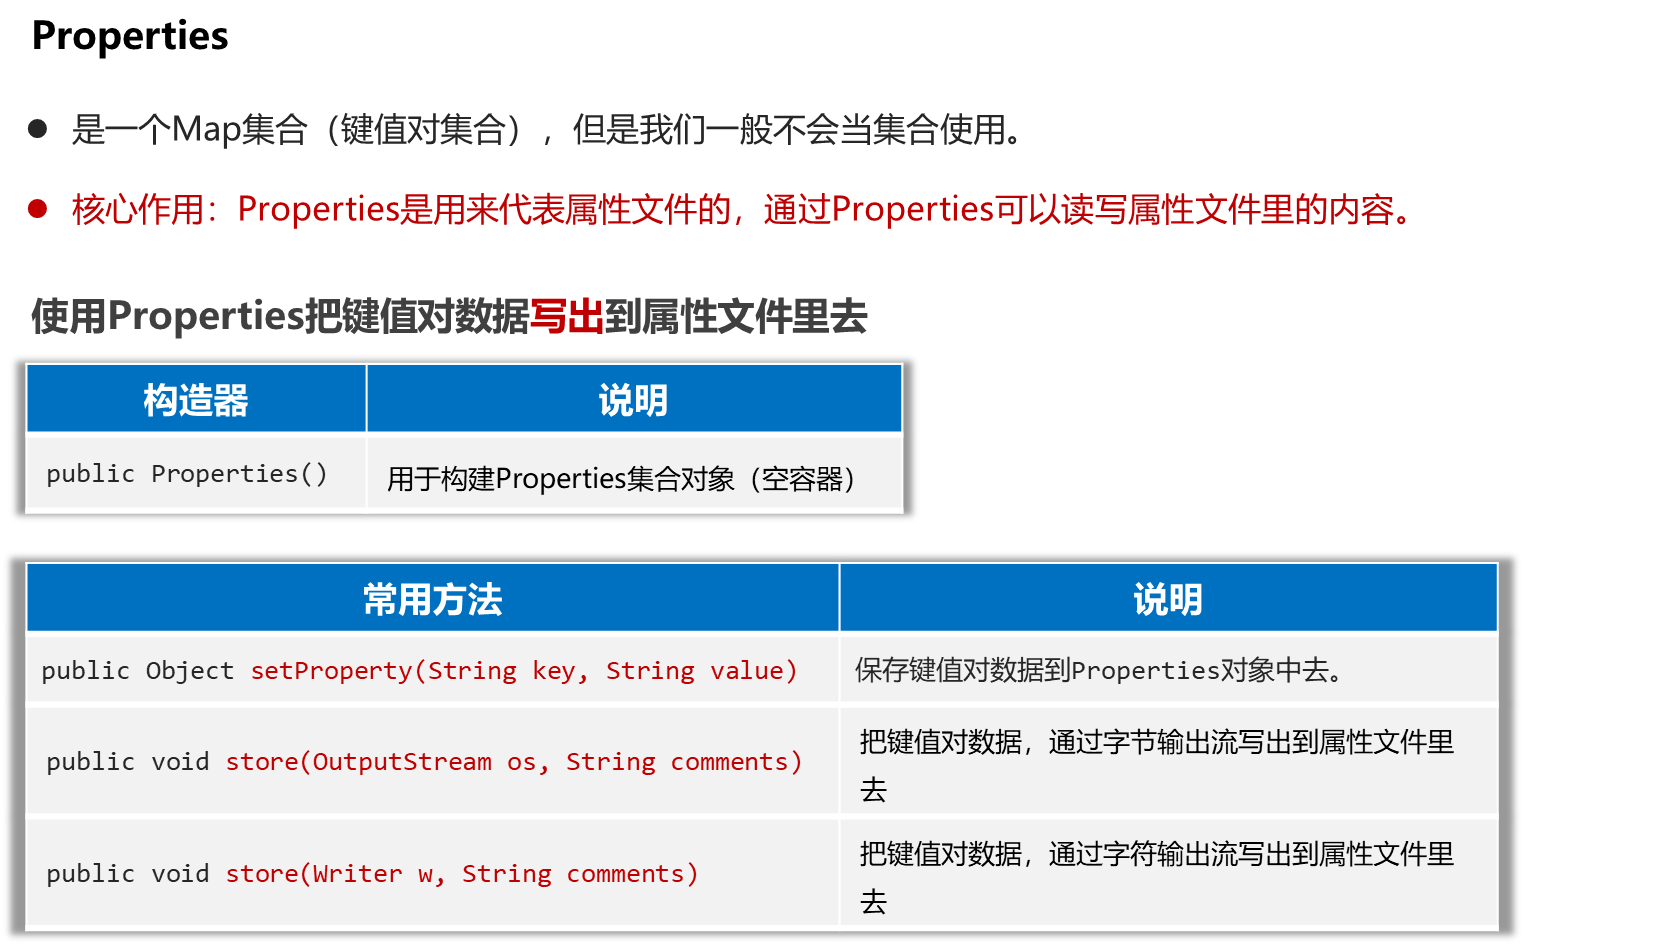 Properties
是一个Map集合（键值对集合），但是我们一般不会当集合使用。
核心作用：Properties是用来代表属性文件的，通过Properties可以读写属性文件里的内容。
使用Properties把键值对数据写出到属性文件里去
构造器 说明
public Properties() 用于构建Properties集合对象（空容器）
常用方法 说明
public Object setProperty(String key, String value) 保存键值对数据到Properties对象中去。
public void store(OutputStream os, String comments) 把键值对数据，通过字节输出流写出到属性文件里
去
public void store(Writer w, String comments) 把键值对数据，通过字符输出流写出到属性文件里
去